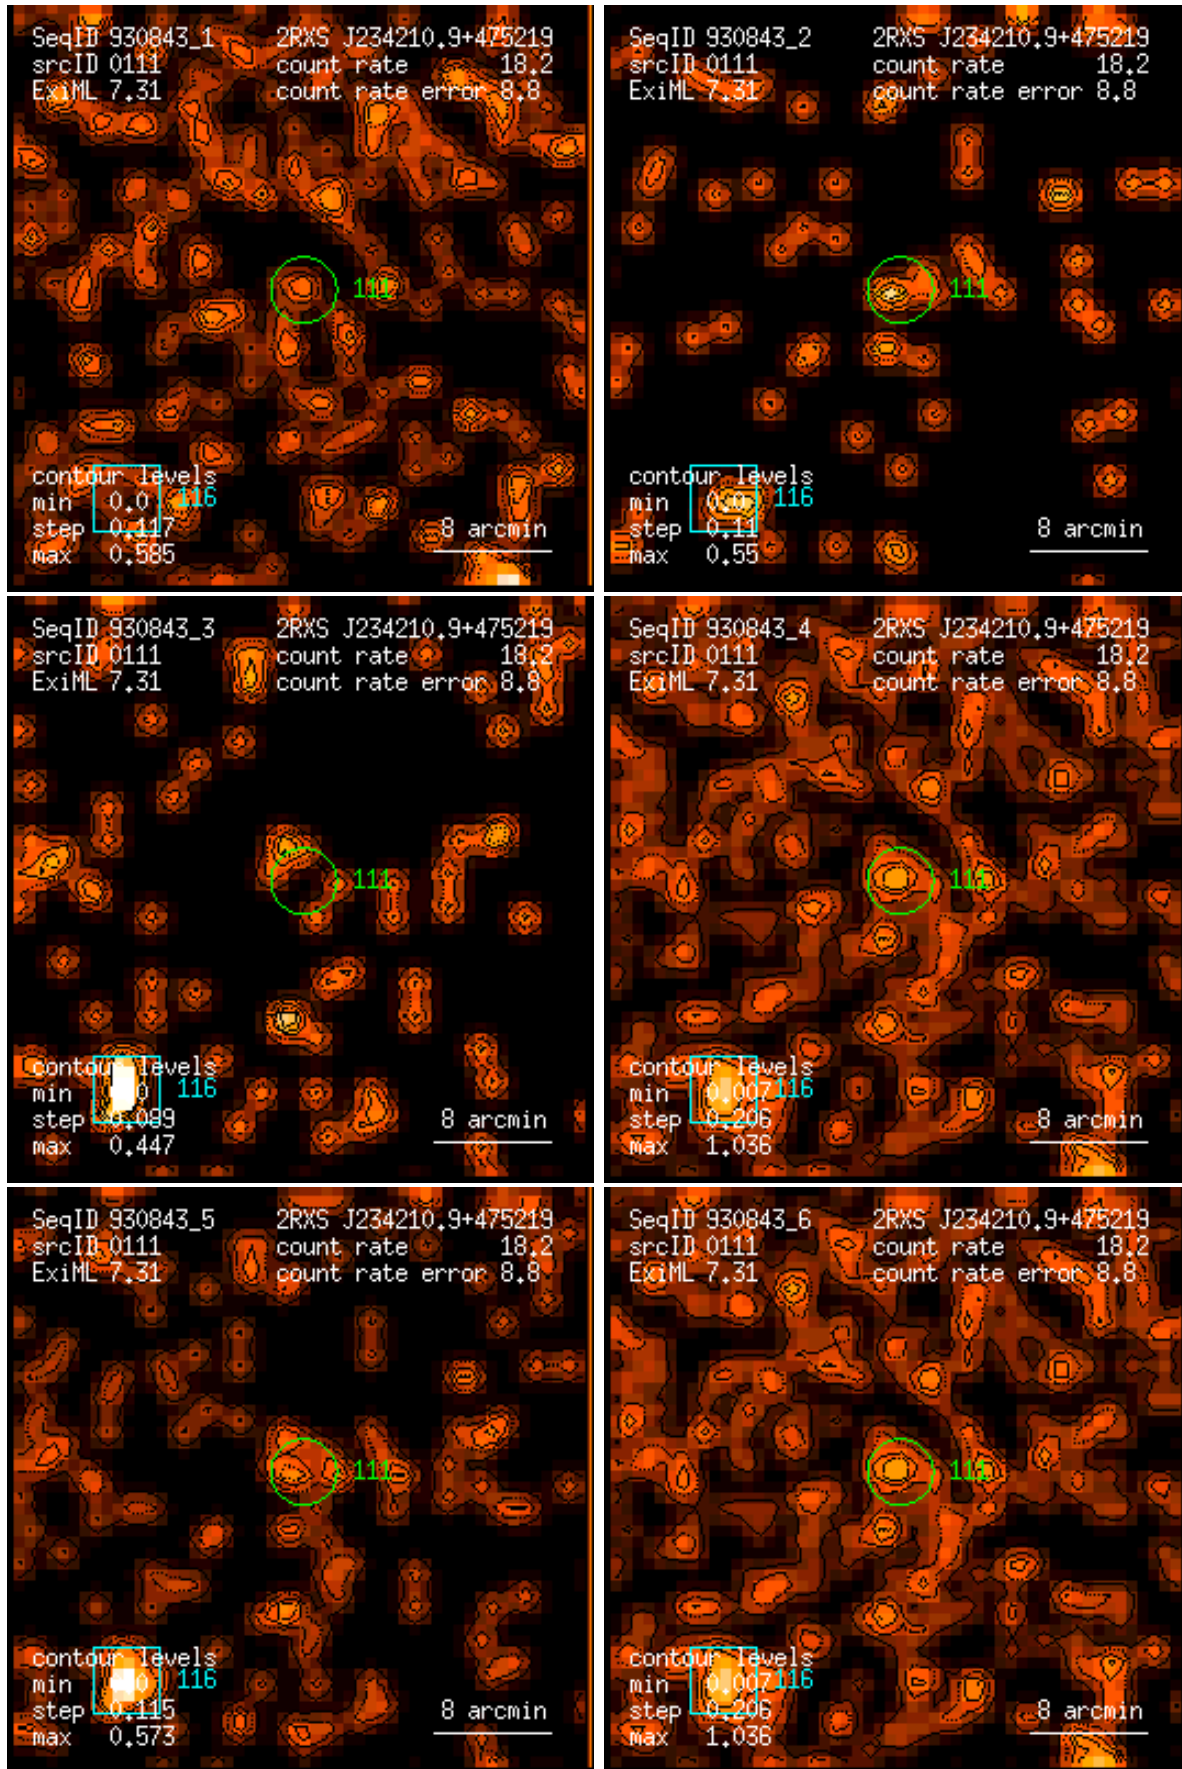 SeqID 930843_1 2RXS J234210.9+475219
srcID 0111 count rate 18.2
ExiML 7.31 count rate error 8.8
111
contour levels
min 0.0 116
step 0.117 8 arcmin
max 0.585
SeqID 930843_2 2RXS J234210.9+475219
srcID 0111 count rate 18.2
ExiML 7.31 count rate error 8.8
111
contour levels
min 0.0 116
step 0.11 8 arcmin
max 0.55
SeqID 930843_3 2RXS J234210.9+475219
srcID 0111 count rate 18.2
ExiML 7.31 count rate error 8.8
111
contour levels
min 116
step 0.089 8 arcmin
max 0.447
SeqID 930843_4 2RXS J234210.9+475219
srcID 0111 count rate 18.2
ExiML 7.31 count rate error 8.8
111
contour levels
min 0.007 116
step 0.206 8 arcmin
max 1.036
SeqID 930843_5 2RXS J234210.9+475219
srcID 0111 count rate 18.2
ExiML 7.31 count rate error 8.8
111
contour levels
min 116
step 0.115 8 arcmin
max 0.573
SeqID 930843_6 2RXS J234210.9+475219
srcID 0111 count rate 18.2
ExiML 7.31 count rate error 8.8
111
contour levels
min 0.007 116
step 0.206 8 arcmin
max 1.036